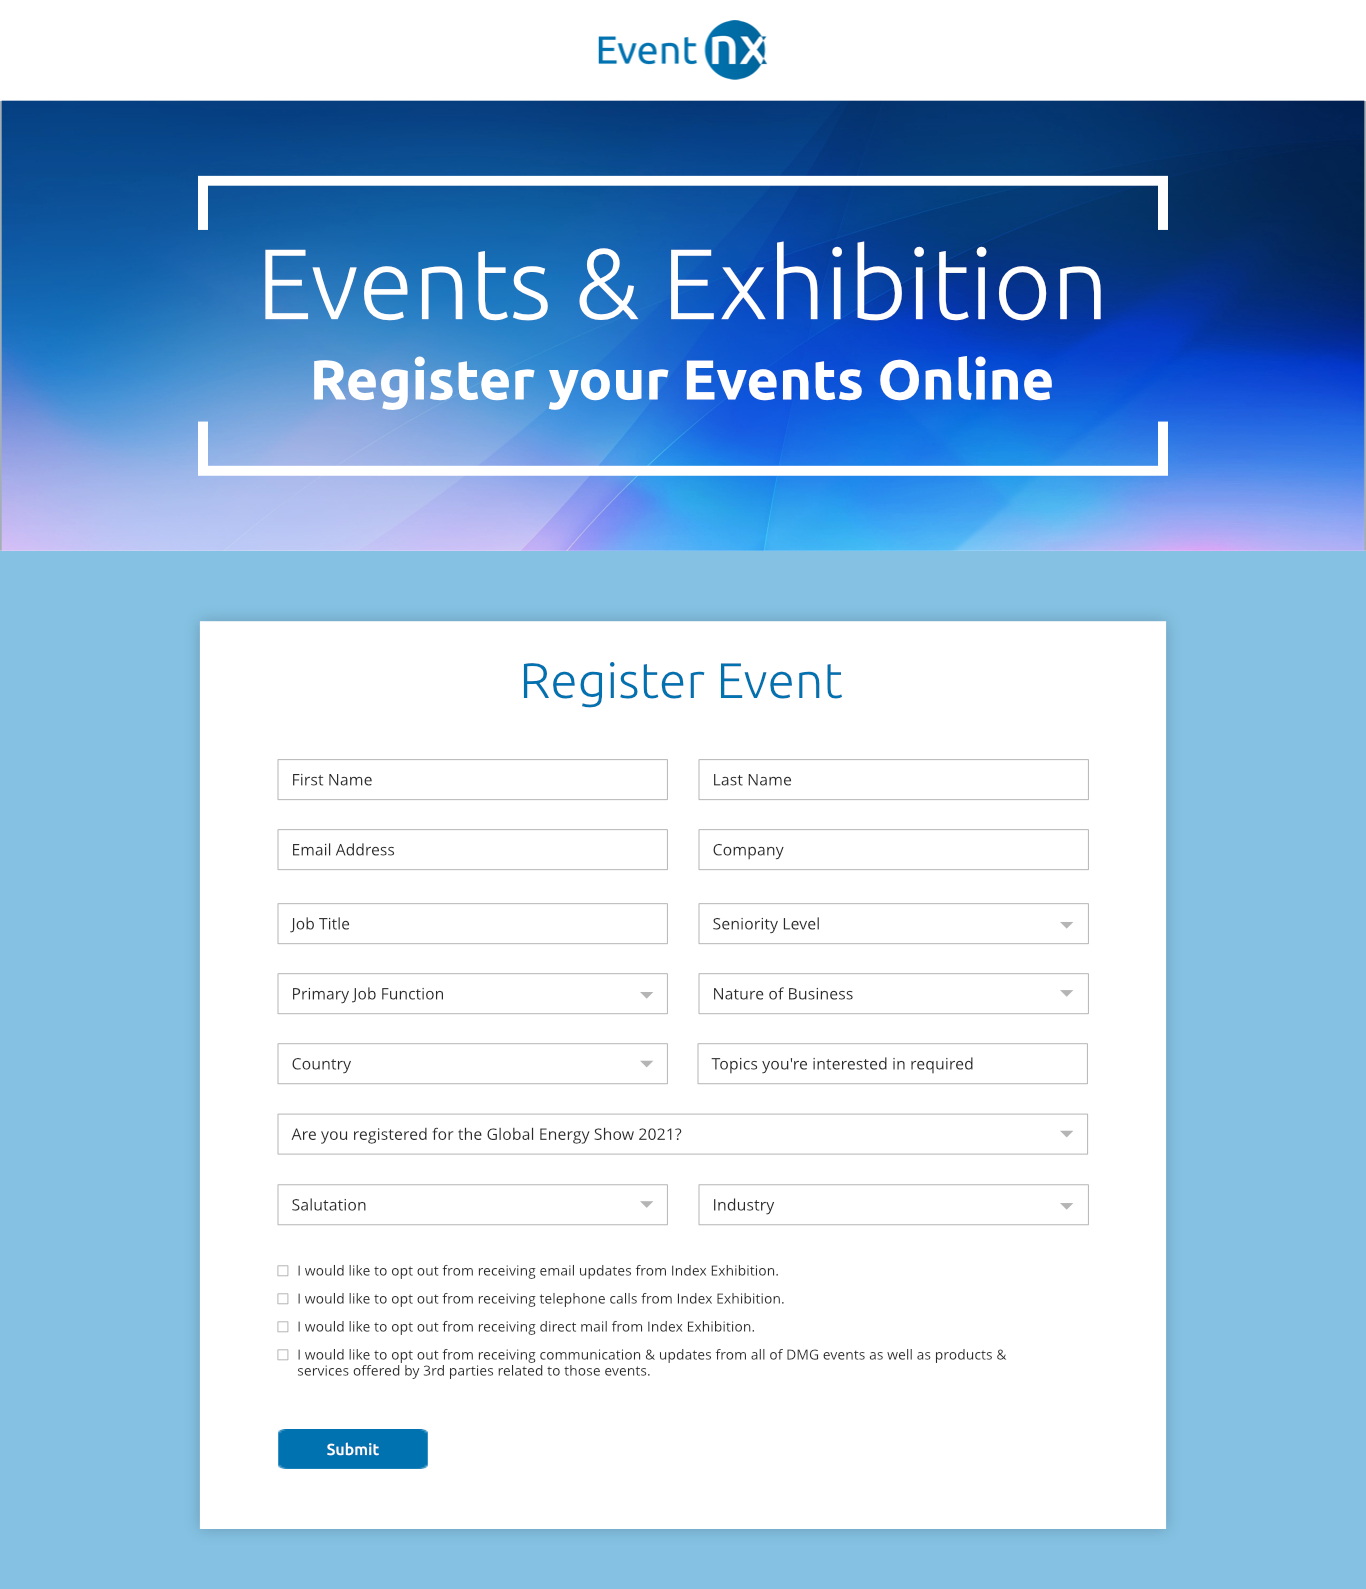 Event nx
Events & Exhibition
Register your Events Online
Register Event
First Name
Last Name
Email Address
Company
Job Title
Seniority Level
Primary Job Function
Nature of Business
Country
Topics you're interested in required
Are you registered for the Global Energy Show 2021?
Salutation
Industry
I would like to opt out from receiving email updates from Index Exhibition.
I would like to opt out from receiving telephone calls from Index Exhibition.
I would like to opt out from receiving direct mail from Index Exhibition.
I would like to opt out from receiving communication & updates from all of DMG events as well as products &
services offered by 3rd parties related to those events.
Submit